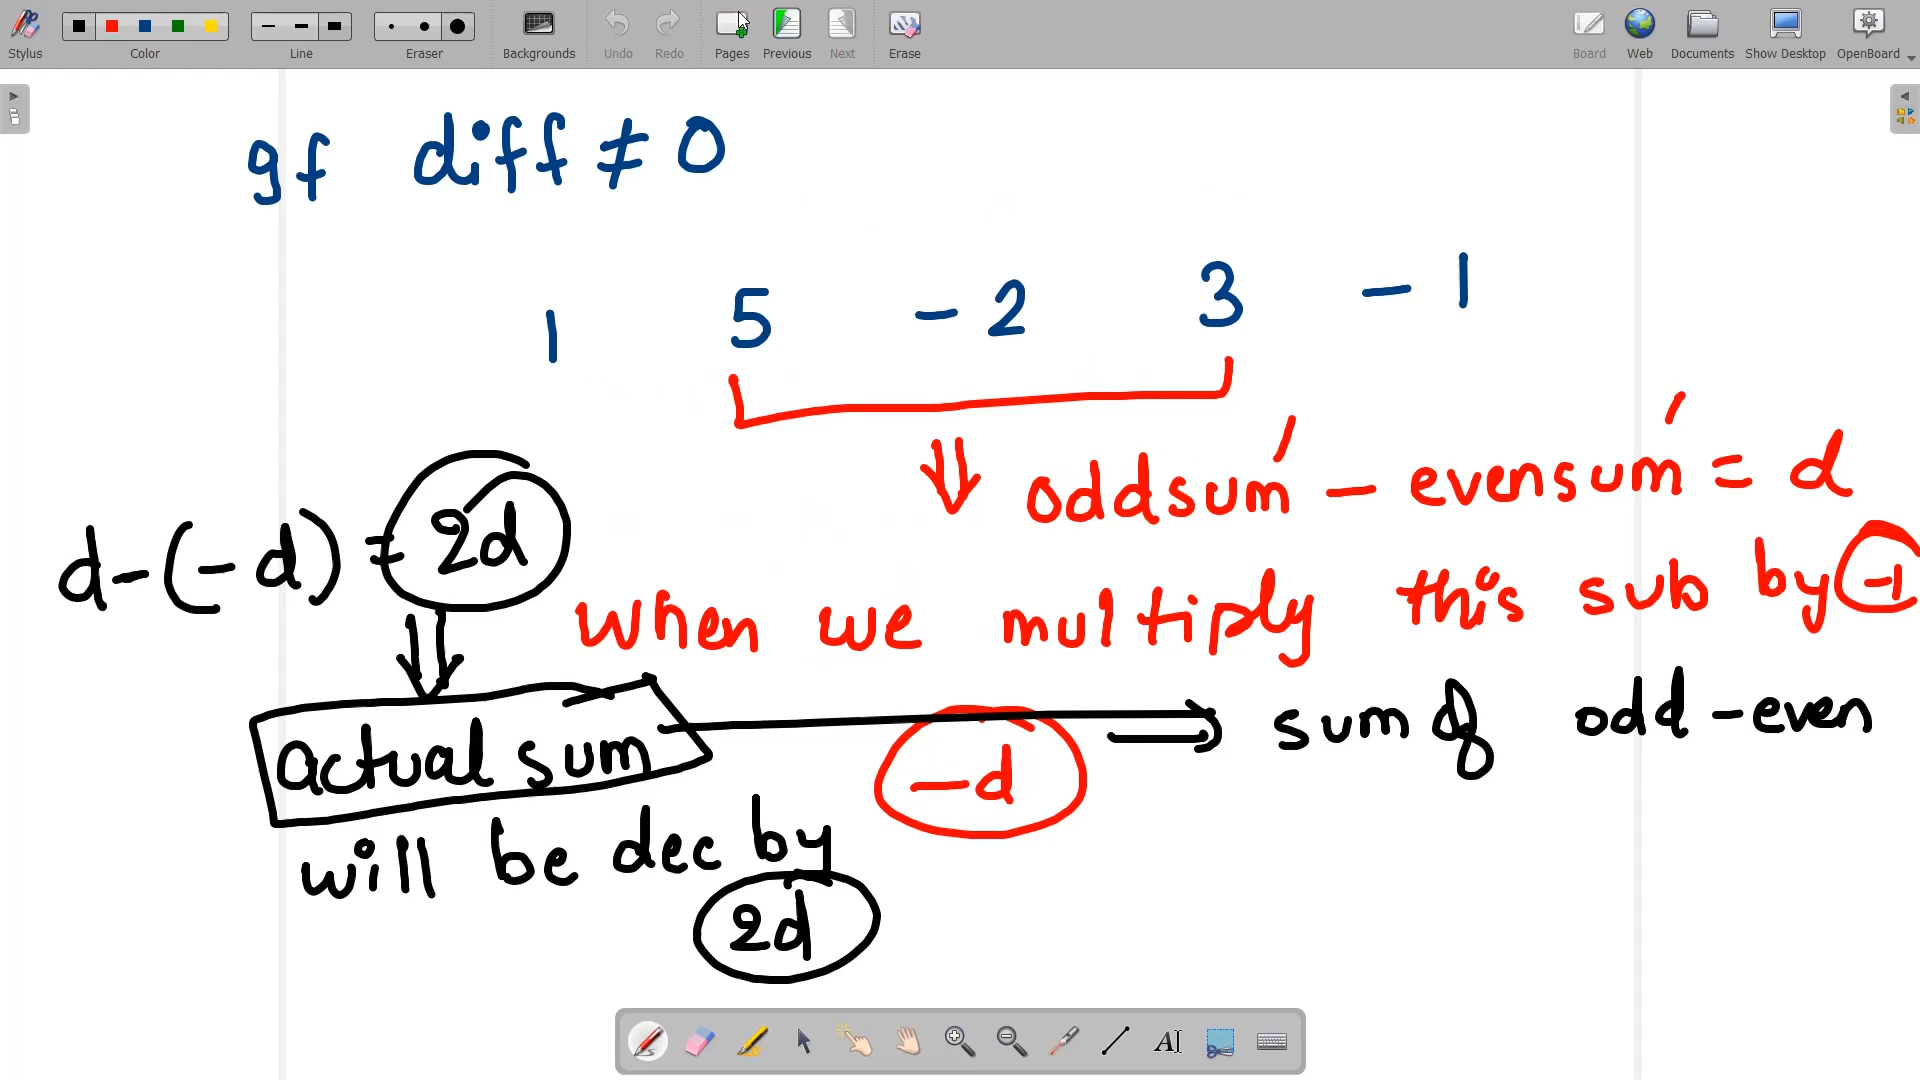 Stylus Color Line Eraser Backgrounds Undo Redo Pages Previous Next Erase Board Web Documents Show Desktop OpenBoard
gf diff ≠ 0
1 5 -2 3 -1
oddsum' - evensum' = d
d-(-d) = 2d
when we multiply this sub by -1
actual sum ⇒ sum of odd-even
-d
will be dec by
2d